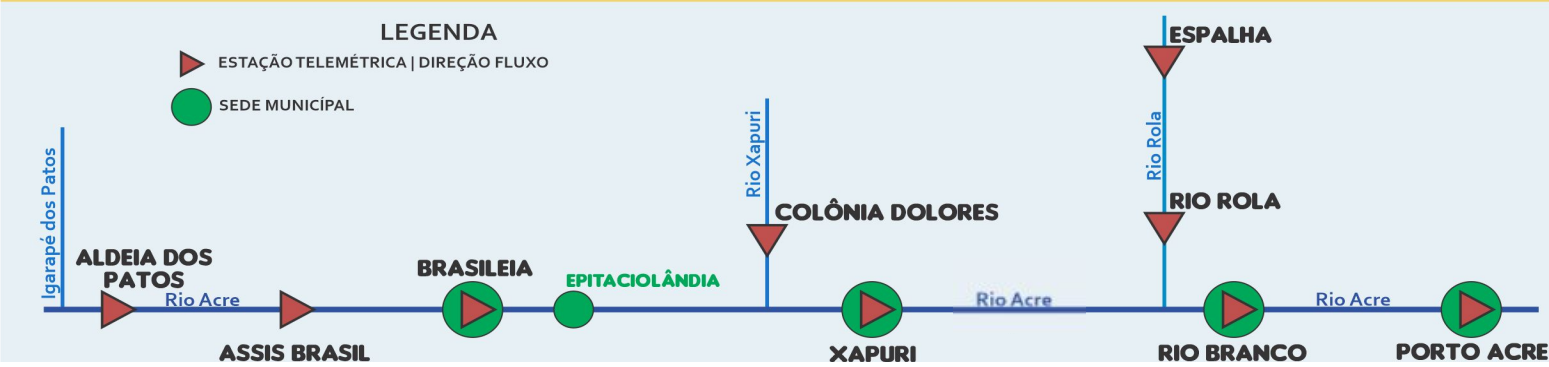 LEGENDA
ESTAÇÃO TELEMÉTRICA | DIREÇÃO FLUXO
SEDE MUNICÍPAL
ESPALHA
Rio Rola
RIO ROLA
Rio Xapuri
COLÔNIA DOLORES
Igarapé dos Patos
ALDEIA DOS
PATOS
Rio Acre
BRASILEIA
EPITACIOLÂNDIA
Rio Acre
Rio Acre
ASSIS BRASIL
XAPURI
RIO BRANCO
PORTO ACRE